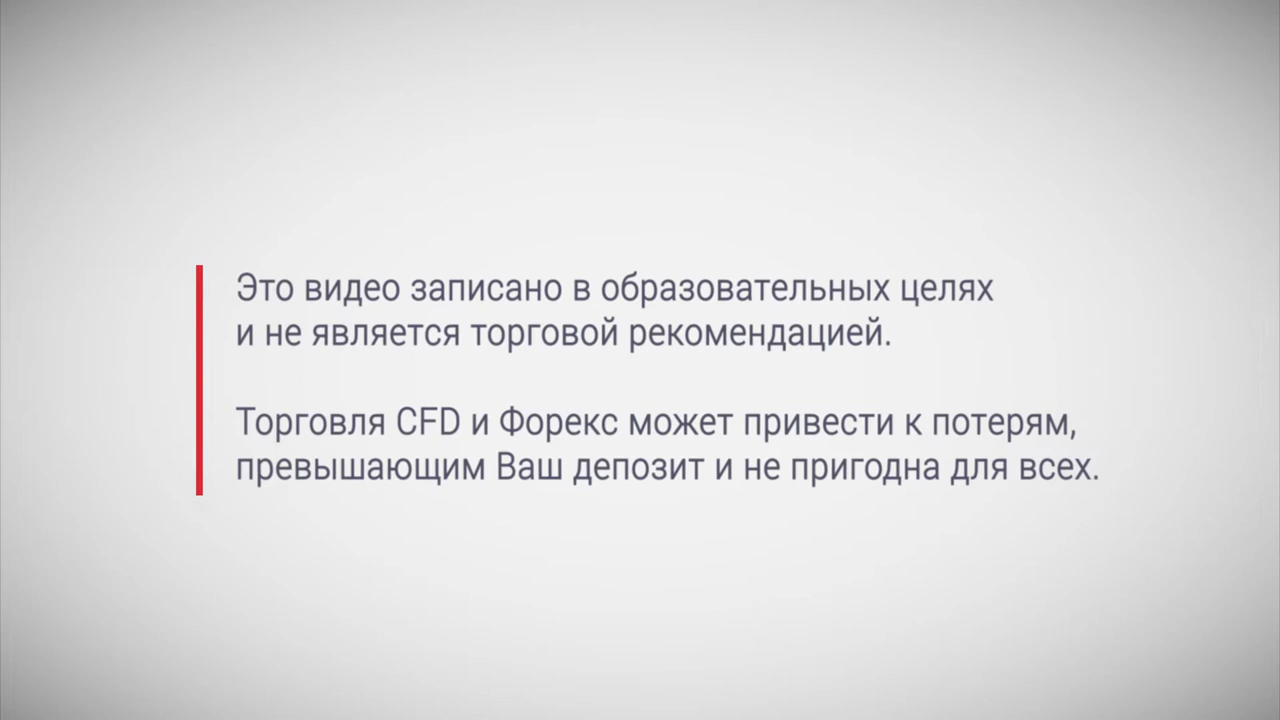 Это видео записано в образовательных целях
и не является торговой рекомендацией.
Торговля CFD и Форекс может привести к потерям,
превышающим Ваш депозит и не пригодна для всех.